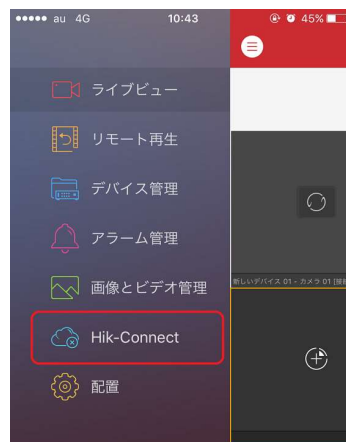 au 4G 10:43 45%
ライブビュー
リモート再生
デバイス管理
アラーム管理
画像とビデオ管理
新しいデバイス 01 - カメラ 01
Hik-Connect
配置